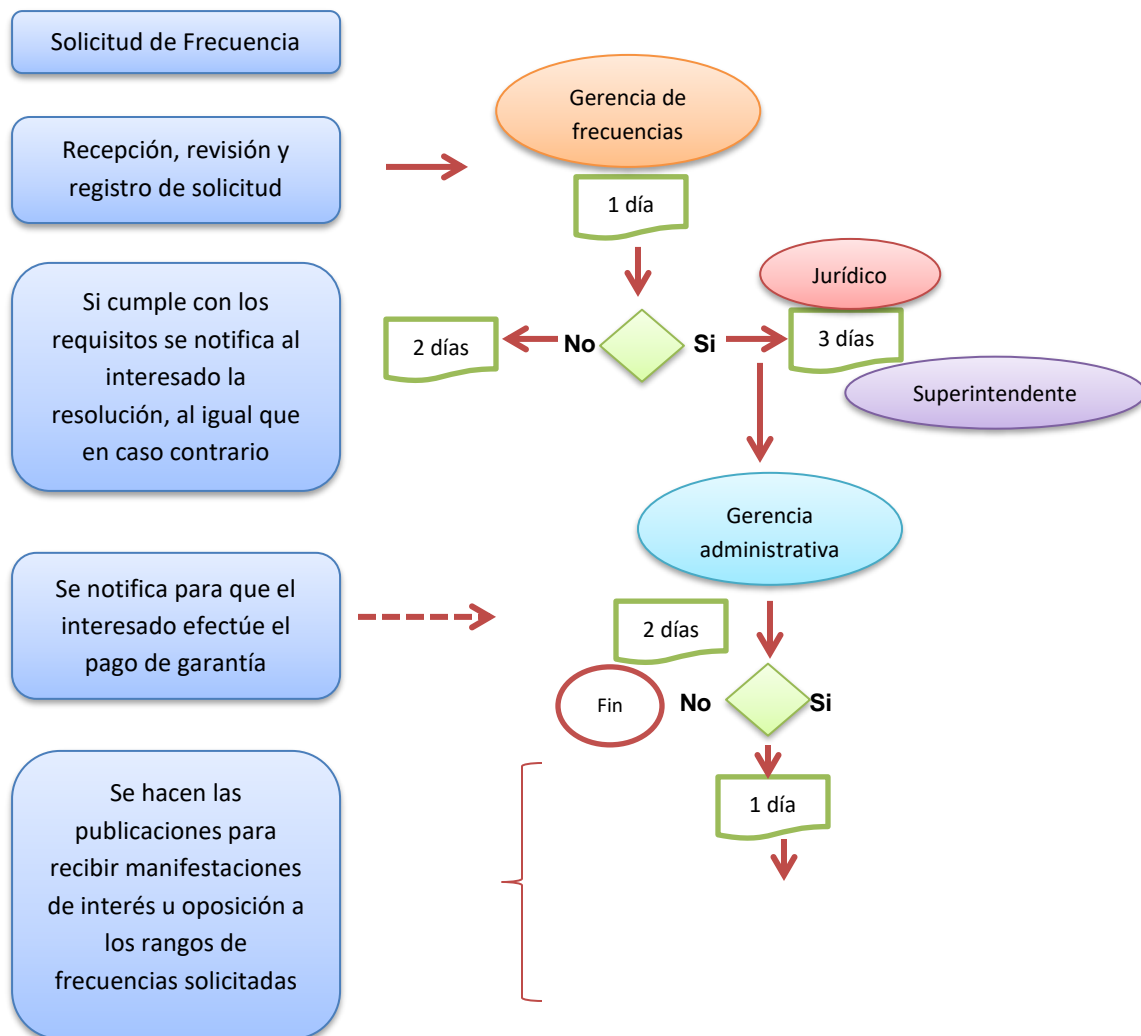 Solicitud de Frecuencia
Gerencia de
frecuencias
Recepción, revisión y
registro de solicitud
1 día
Jurídico
Si cumple con los
requisitos se notifica al
interesado la
resolución, al igual que
en caso contrario
2 días
No
Si
3 días
Superintendente
Gerencia
administrativa
Se notifica para que el
interesado efectúe el
pago de garantía
2 días
Fin
No
Si
Se hacen las
publicaciones para
recibir manifestaciones
de interés u oposición a
los rangos de
frecuencias solicitadas
1 día